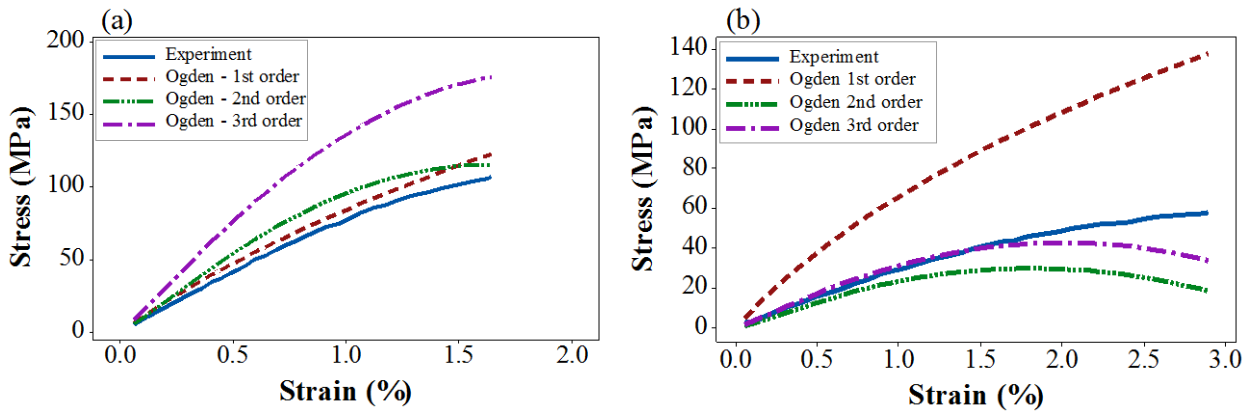 (a)
200
150
100
50
0
Stress (MPa)
Experiment
Ogden - 1st order
Ogden - 2nd order
Ogden - 3rd order
0.0 0.5 1.0 1.5 2.0
Strain (%)
(b)
140
120
100
80
60
40
20
0
Stress (MPa)
Experiment
Ogden 1st order
Ogden 2nd order
Ogden 3rd order
0.0 0.5 1.0 1.5 2.0 2.5 3.0
Strain (%)